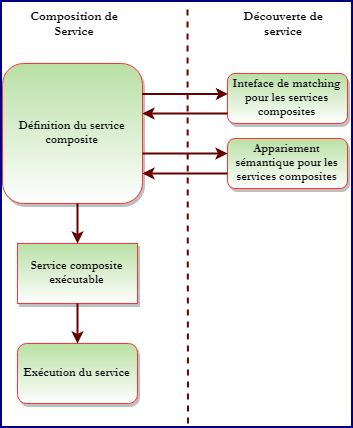 Composition de
Service
Découverte de
service
Définition du service
composite
Inteface de matching
pour les services
composites
Appariement
sémantique pour les
services composites
Service composite
exécutable
Exécution du service